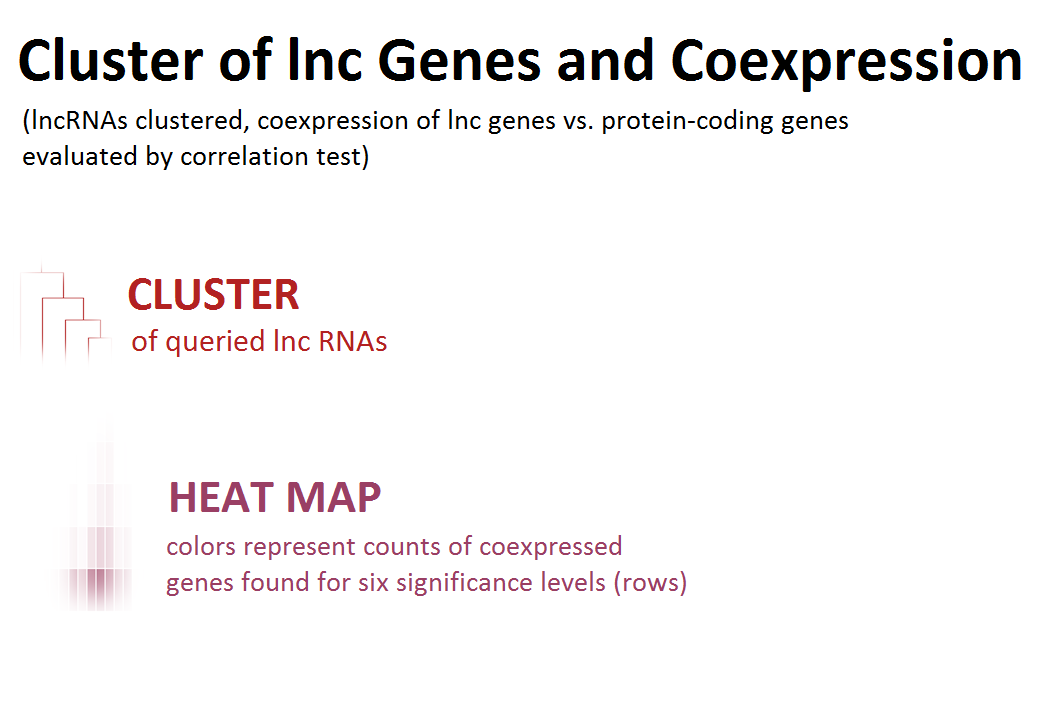 Cluster of lnc Genes and Coexpression
(lncRNAs clustered, coexpression of lnc genes vs. protein-coding genes
evaluated by correlation test)
CLUSTER
of queried lnc RNAs
HEAT MAP
colors represent counts of coexpressed
genes found for six significance levels (rows)